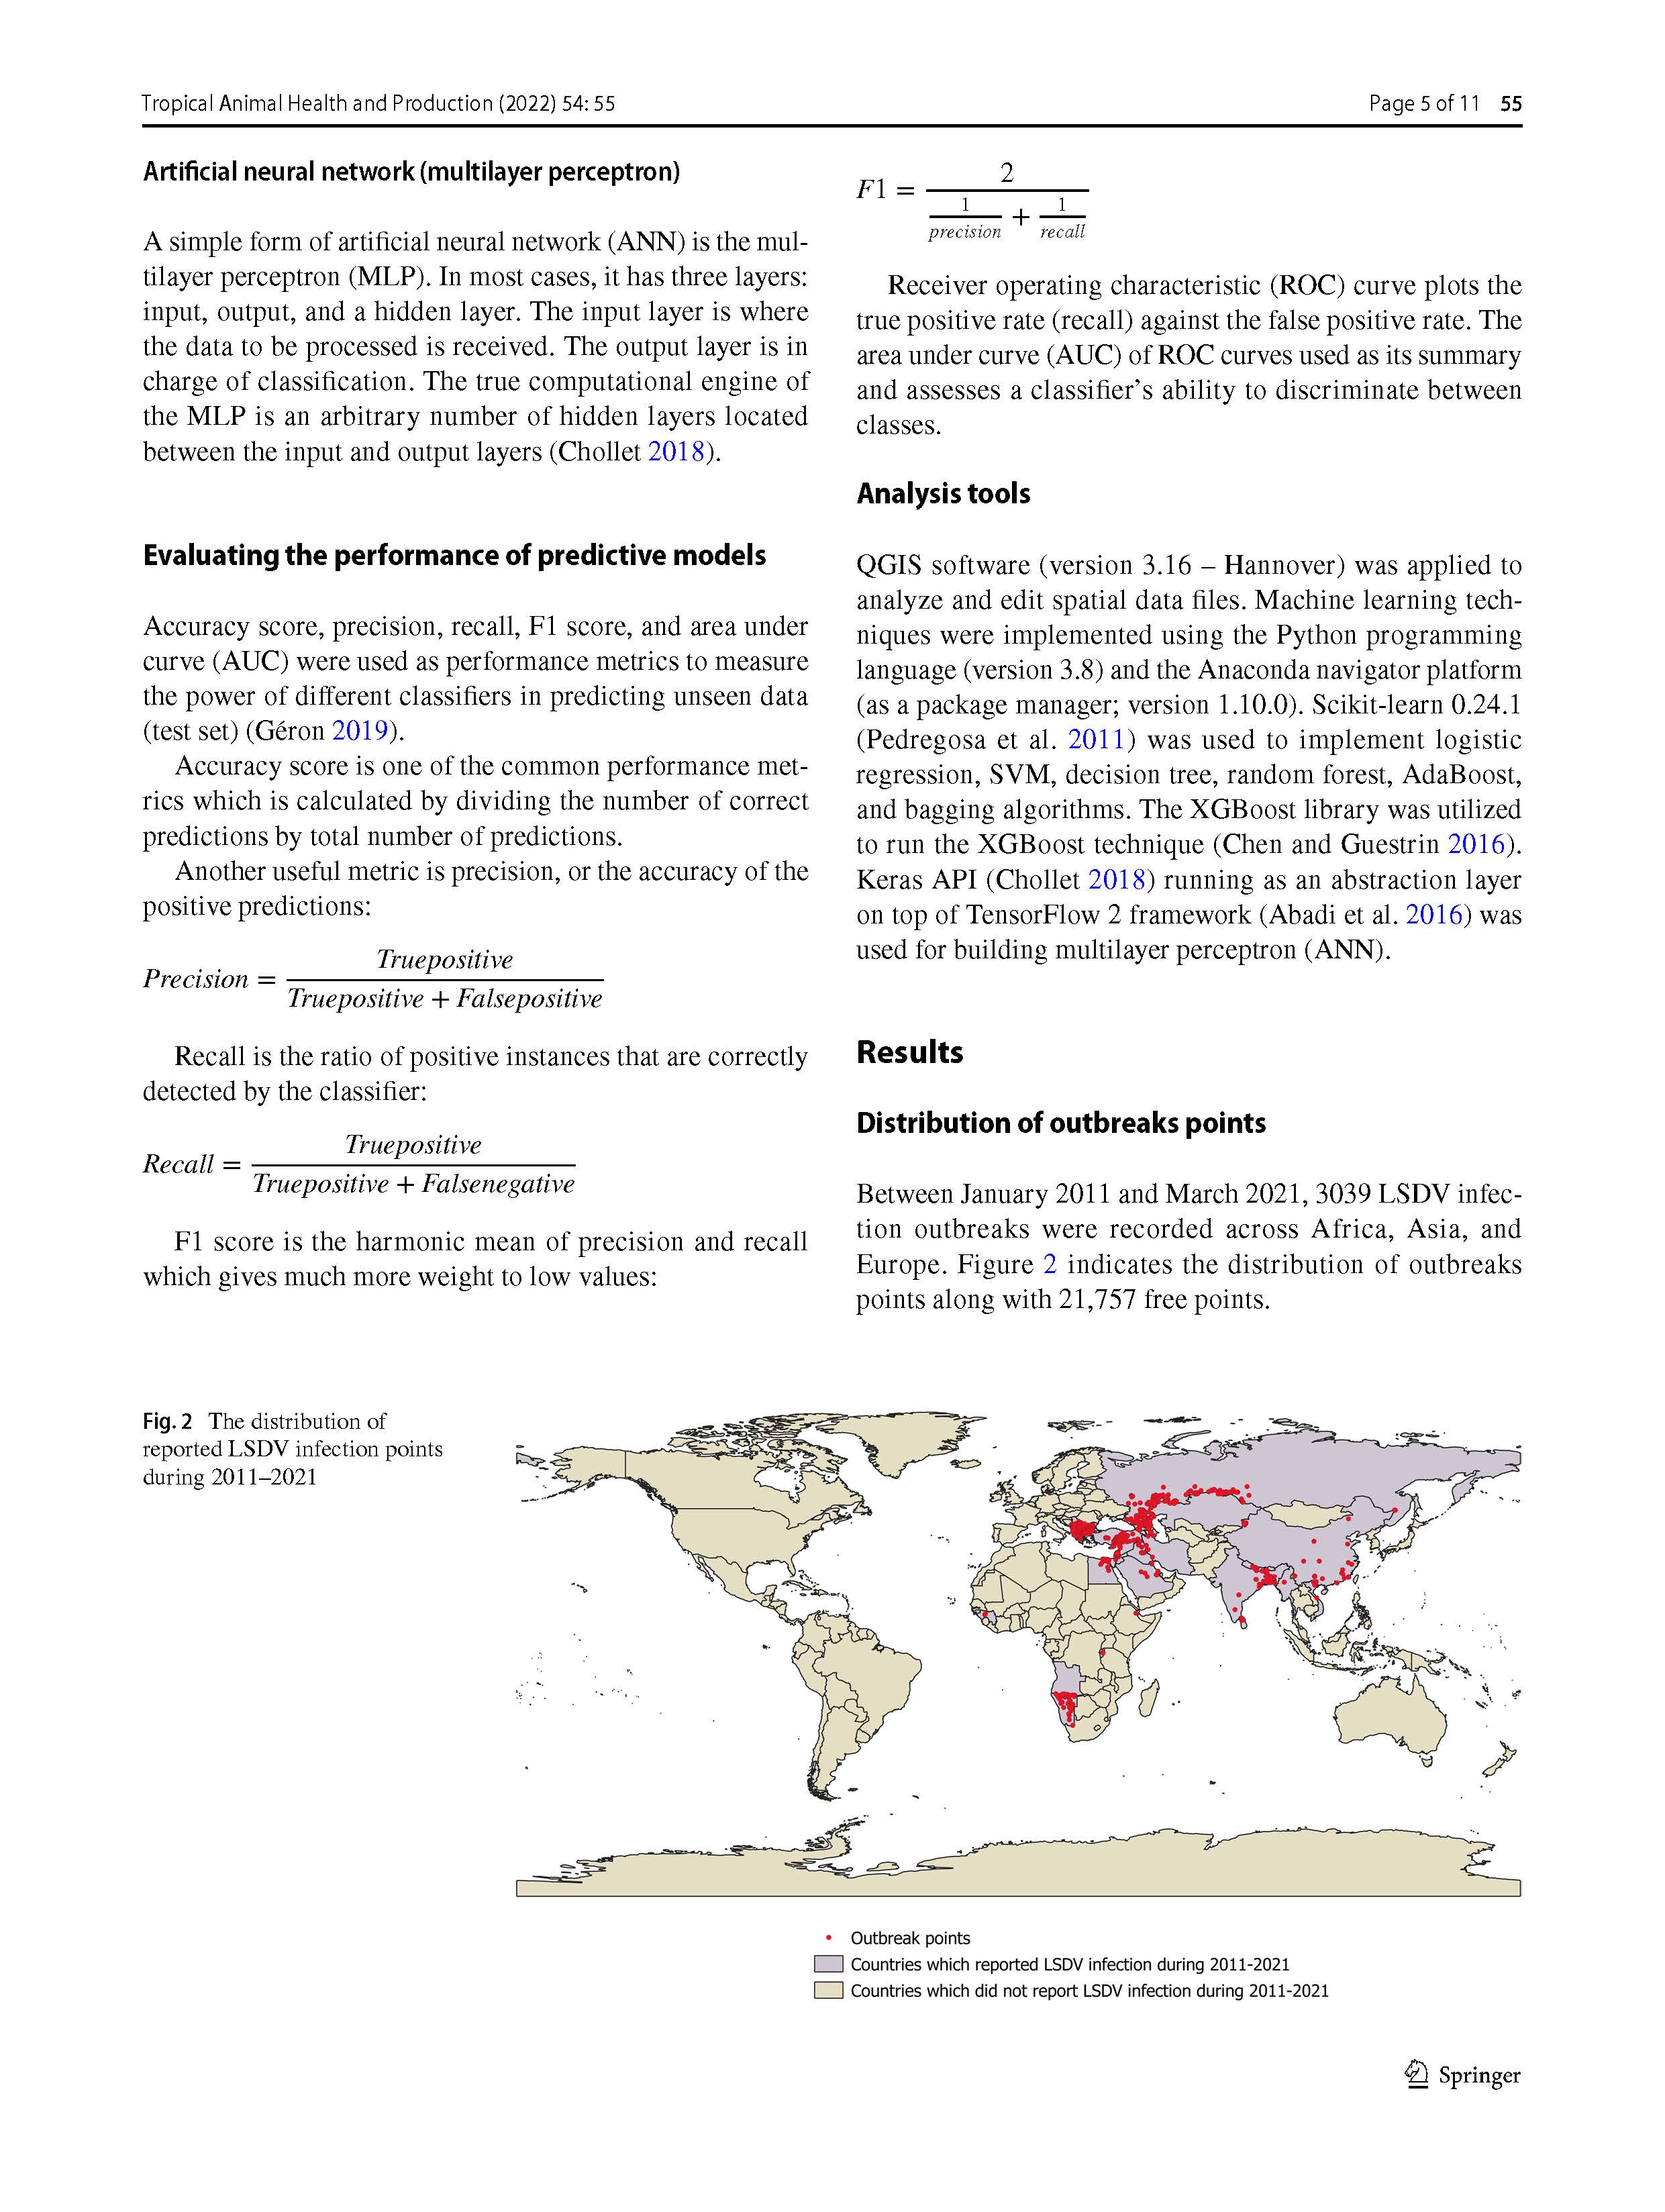 Tropical Animal Health and Production (2022) 54: 55
Page 5 of 11 55
Artificial neural network (multilayer perceptron)
A simple form of artificial neural network (ANN) is the mul-
tilayer perceptron (MLP). In most cases, it has three layers:
input, output, and a hidden layer. The input layer is where
the data to be processed is received. The output layer is in
charge of classification. The true computational engine of
the MLP is an arbitrary number of hidden layers located
between the input and output layers (Chollet 2018).
Evaluating the performance of predictive models
Accuracy score, precision, recall, F1 score, and area under
curve (AUC) were used as performance metrics to measure
the power of different classifiers in predicting unseen data
(test set) (Géron 2019).
Accuracy score is one of the common performance met-
rics which is calculated by dividing the number of correct
predictions by total number of predictions.
Another useful metric is precision, or the accuracy of the
positive predictions:
Precision = Truepositive
Truepositive + Falsepositive
Recall is the ratio of positive instances that are correctly
detected by the classifier:
Recall = Truepositive
Truepositive + Falsenegative
F1 score is the harmonic mean of precision and recall
which gives much more weight to low values:
F1 = 2
1 + 1
precision recall
Receiver operating characteristic (ROC) curve plots the
true positive rate (recall) against the false positive rate. The
area under curve (AUC) of ROC curves used as its summary
and assesses a classifier's ability to discriminate between
classes.
Analysis tools
QGIS software (version 3.16 – Hannover) was applied to
analyze and edit spatial data files. Machine learning tech-
niques were implemented using the Python programming
language (version 3.8) and the Anaconda navigator platform
(as a package manager; version 1.10.0). Scikit-learn 0.24.1
(Pedregosa et al. 2011) was used to implement logistic
regression, SVM, decision tree, random forest, AdaBoost,
and bagging algorithms. The XGBoost library was utilized
to run the XGBoost technique (Chen and Guestrin 2016).
Keras API (Chollet 2018) running as an abstraction layer
on top of TensorFlow 2 framework (Abadi et al. 2016) was
used for building multilayer perceptron (ANN).
Results
Distribution of outbreaks points
Between January 2011 and March 2021, 3039 LSDV infec-
tion outbreaks were recorded across Africa, Asia, and
Europe. Figure 2 indicates the distribution of outbreaks
points along with 21,757 free points.
Fig. 2 The distribution of
reported LSDV infection points
during 2011–2021
Outbreak points
Countries which reported LSDV infection during 2011-2021
Countries which did not report LSDV infection during 2011-2021
Springer